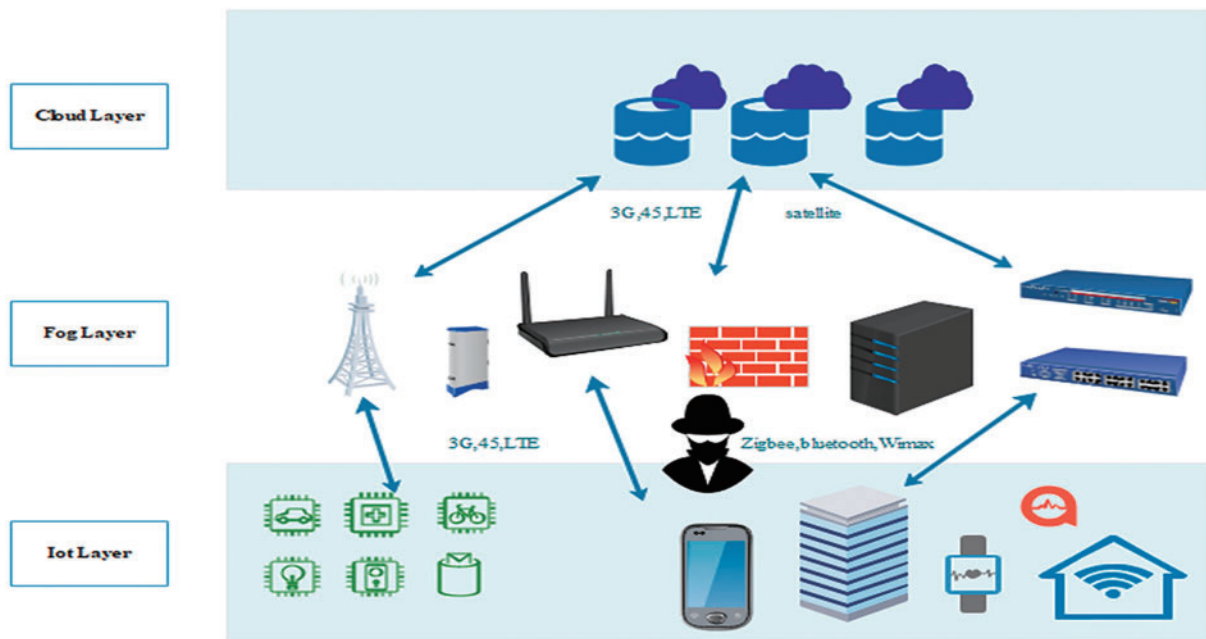 Cloud Layer
3G,45,LTE
satellite
Fog Layer
3G,45,LTE
Zigbee,bluetooth,Wimax
Iot Layer